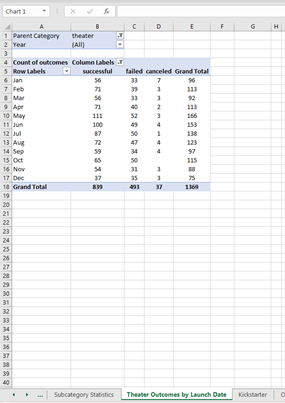 Chart 1
fx
A B C D E F G H
1 Parent Category theater
2 Year (All)
3
4 Count of outcomes Column Labels
5 Row Labels successful failed canceled Grand Total
6 Jan 56 33 7 96
7 Feb 71 39 3 113
8 Mar 56 33 3 92
9 Apr 71 40 2 113
10 May 111 52 3 166
11 Jun 100 49 4 153
12 Jul 87 50 1 138
13 Aug 72 47 4 123
14 Sep 59 34 4 97
15 Oct 65 50 115
16 Nov 54 31 3 88
17 Dec 37 35 3 75
18 Grand Total 839 493 37 1369
19
20
21
22
23
24
25
26
27
28
29
30
31
32
33
34
35
36
37
38
39
40
... Subcategory Statistics Theater Outcomes by Launch Date Kickstarter O